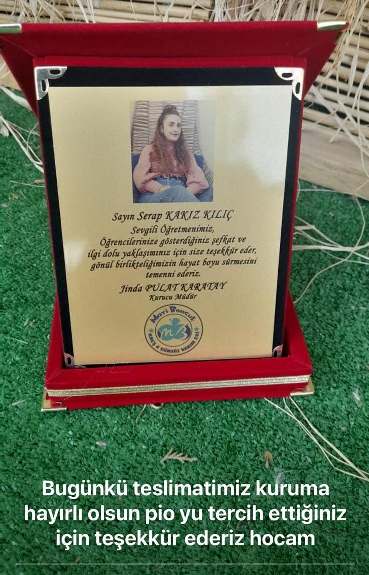 Sayın Serap KAKIZ KILIÇ
Sevgili Öğretmenimiz,
Öğrencilerinize gösterdiğiniz şefkat ve
ilgi dolu yaklaşımınız için size teşekkür eder,
gönül birlikteliğimizin hayat boyu sürmesini
temenni ederiz.
Jinda PULAT KARATAY
Kurucu Müdür
Bugünkü teslimatimiz kuruma
hayırlı olsun pio yu tercih ettiğiniz
için teşekkür ederiz hocam